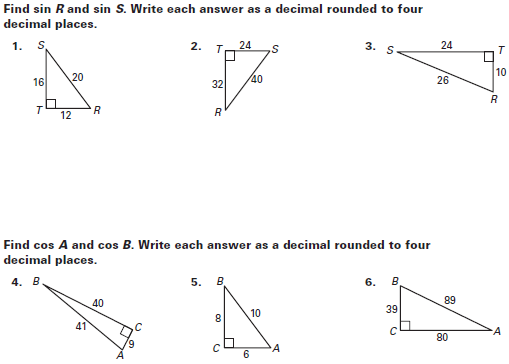 Find sin R and sin S. Write each answer as a decimal rounded to four
decimal places.
1. S 16 20 T 12 R
2. T 24 S 32 40 R
3. S 24 T 26 10 R
Find cos A and cos B. Write each answer as a decimal rounded to four
decimal places.
4. B 40 41 C 9 A
5. B 8 10 C 6 A
6. B 39 89 C 80 A